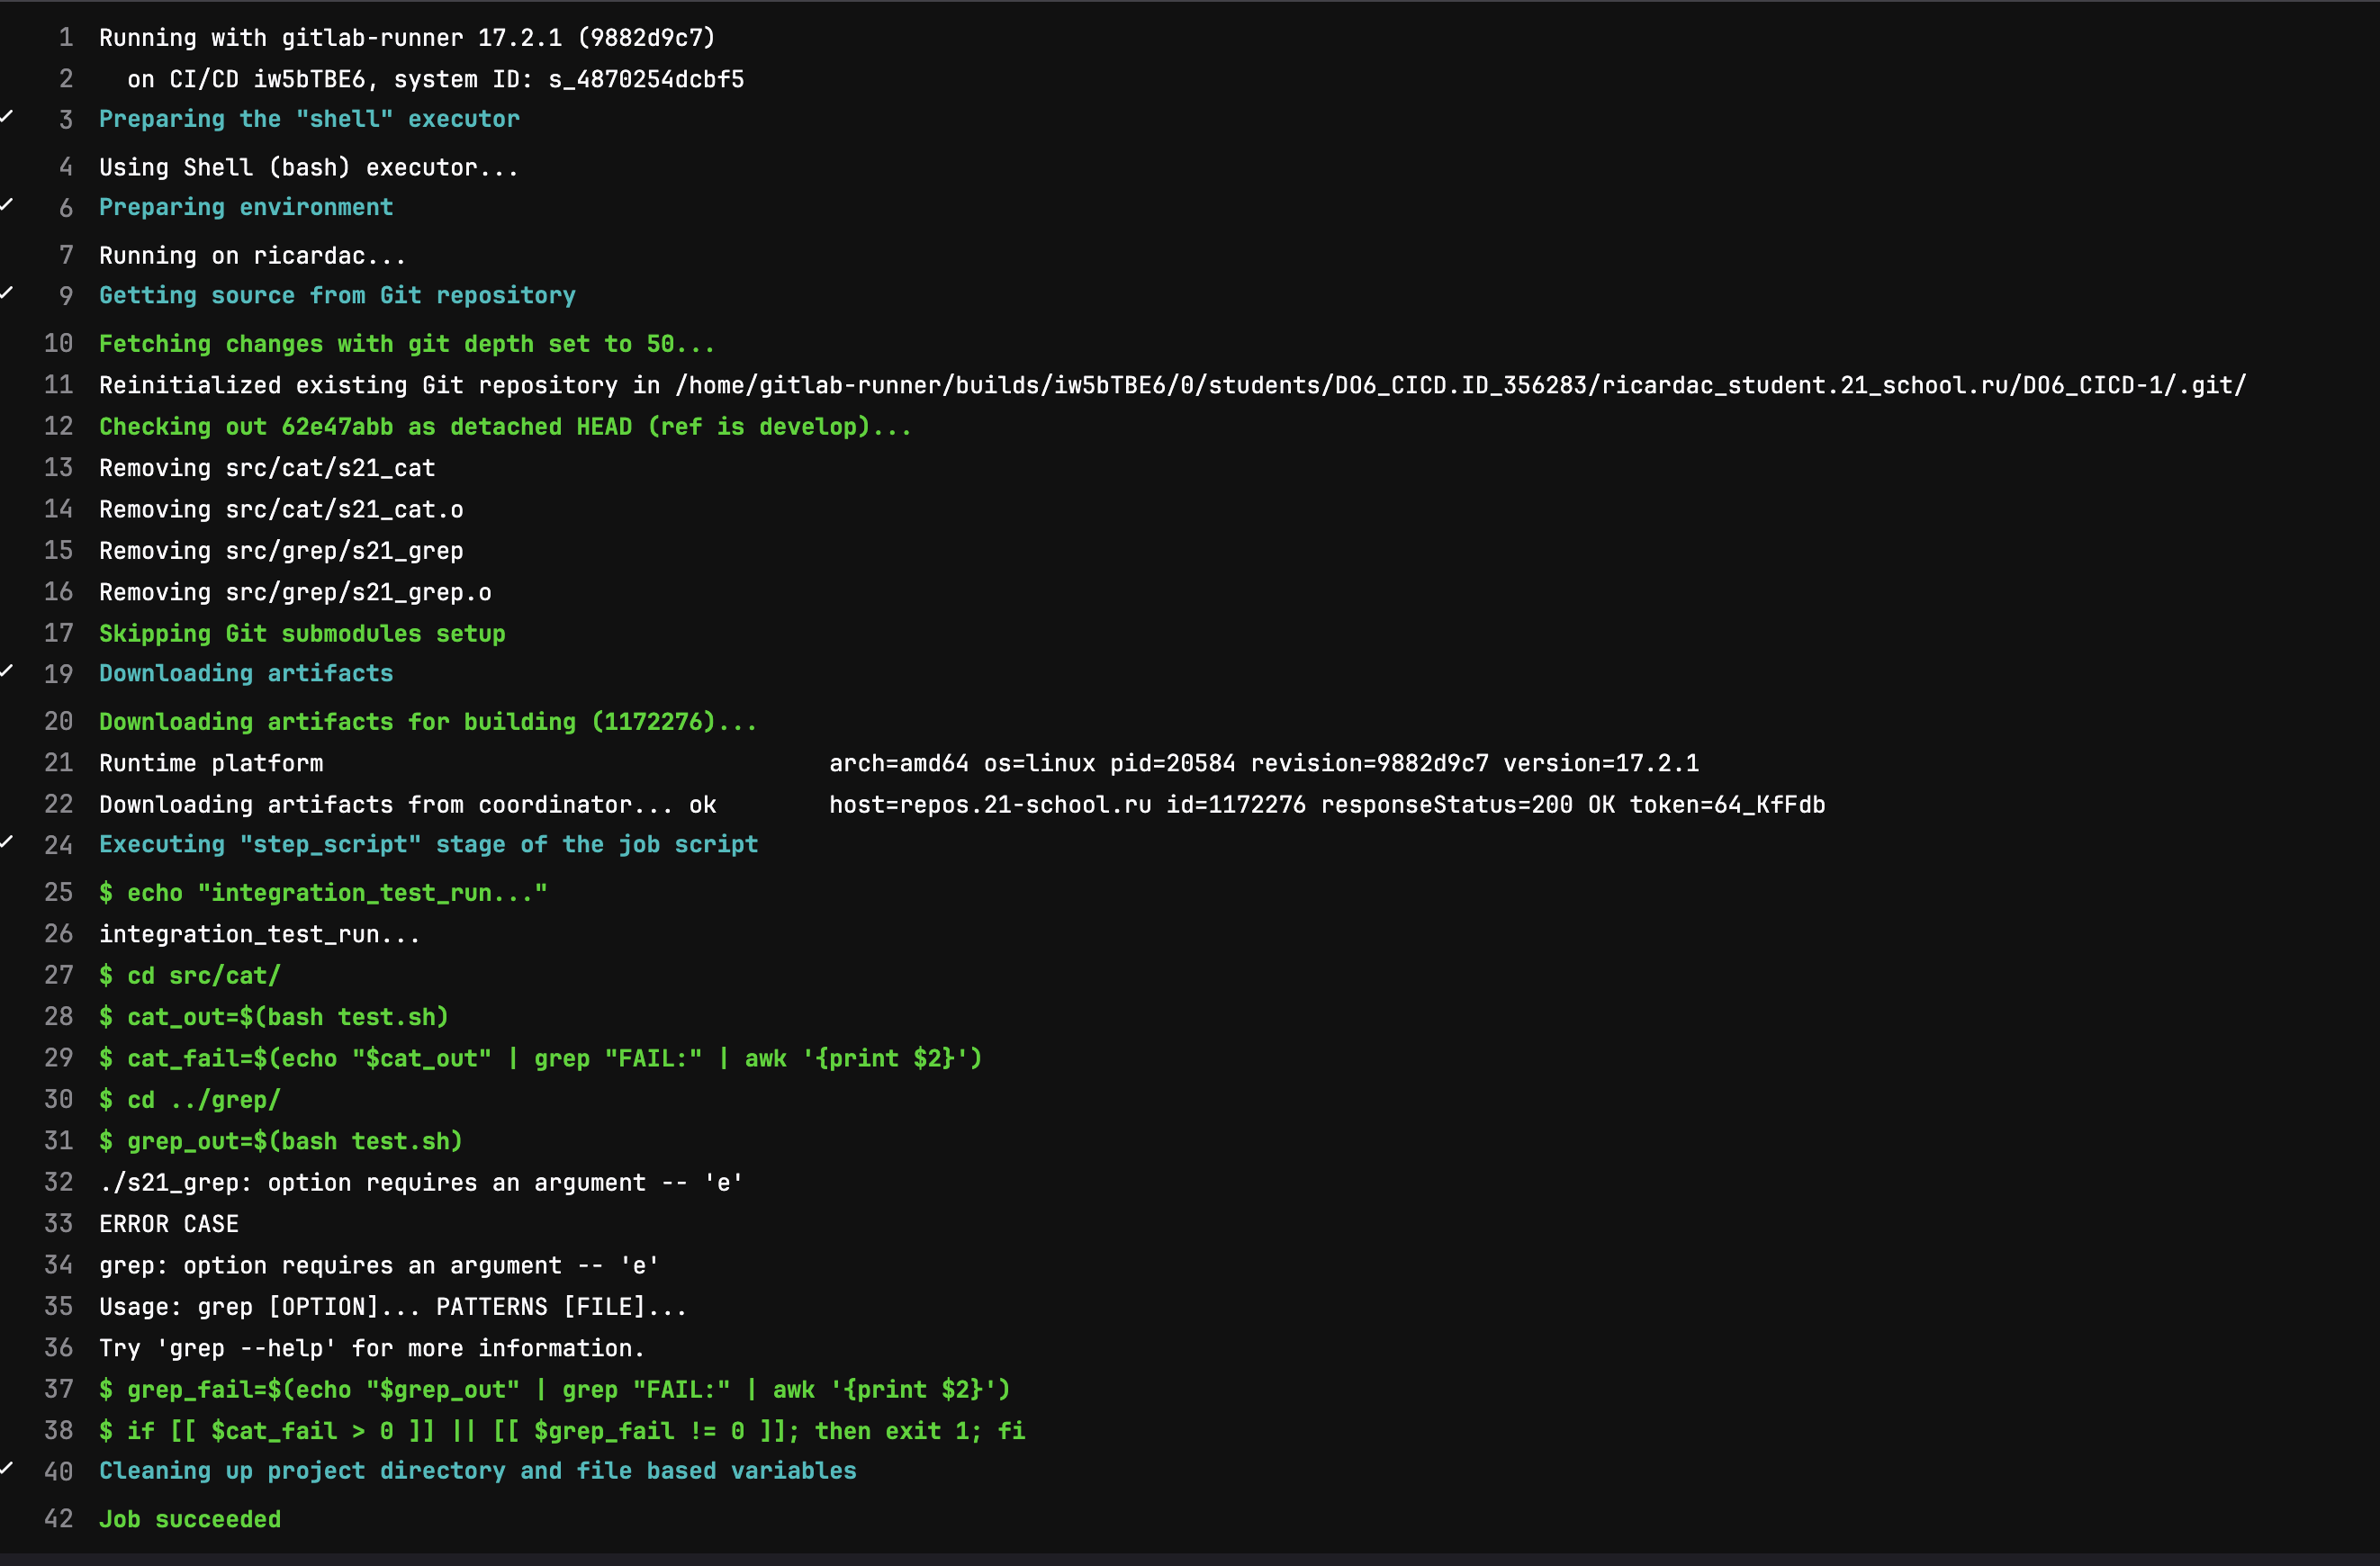 1 Running with gitlab-runner 17.2.1 (9882d9c7)
2 on CI/CD iw5bTBE6, system ID: s_4870254dcbf5
3 Preparing the "shell" executor
4 Using Shell (bash) executor...
6 Preparing environment
7 Running on ricardac...
9 Getting source from Git repository
10 Fetching changes with git depth set to 50...
11 Reinitialized existing Git repository in /home/gitlab-runner/builds/iw5bTBE6/0/students/DO6_CICD.ID_356283/ricardac_student.21_school.ru/DO6_CICD-1/.git/
12 Checking out 62e47abb as detached HEAD (ref is develop)...
13 Removing src/cat/s21_cat
14 Removing src/cat/s21_cat.o
15 Removing src/grep/s21_grep
16 Removing src/grep/s21_grep.o
17 Skipping Git submodules setup
19 Downloading artifacts
20 Downloading artifacts for building (1172276)...
21 Runtime platform arch=amd64 os=linux pid=20584 revision=9882d9c7 version=17.2.1
22 Downloading artifacts from coordinator... ok host=repos.21-school.ru id=1172276 responseStatus=200 OK token=64_KfFdb
24 Executing "step_script" stage of the job script
25 $ echo "integration_test_run..."
26 integration_test_run...
27 $ cd src/cat/
28 $ cat_out=$(bash test.sh)
29 $ cat_fail=$(echo "$cat_out" | grep "FAIL:" | awk '{print $2}')
30 $ cd ../grep/
31 $ grep_out=$(bash test.sh)
32 ./s21_grep: option requires an argument -- 'e'
33 ERROR CASE
34 grep: option requires an argument -- 'e'
35 Usage: grep [OPTION]... PATTERNS [FILE]...
36 Try 'grep --help' for more information.
37 $ grep_fail=$(echo "$grep_out" | grep "FAIL:" | awk '{print $2}')
38 $ if [[ $cat_fail > 0 ]] || [[ $grep_fail != 0 ]]; then exit 1; fi
40 Cleaning up project directory and file based variables
42 Job succeeded